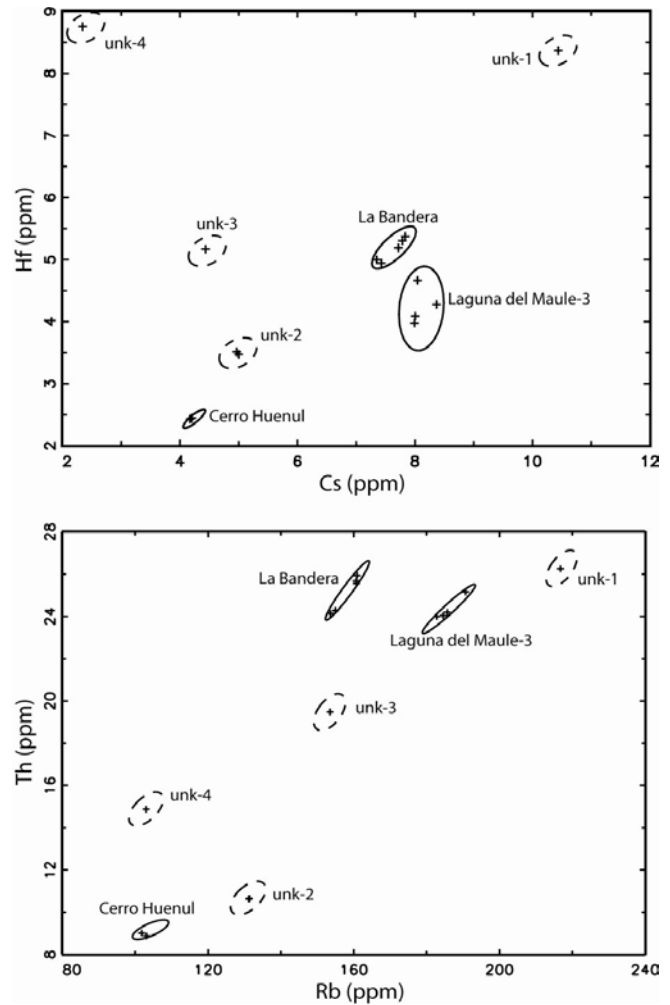 9
unk-4
unk-1
8
7
Hf (ppm)
6
La Bandera
unk-3
5
Laguna del Maule-3
4
unk-2
3
Cerro Huenul
2
2 4 6 8 10 12
Cs (ppm)
28
La Bandera
unk-1
24
Laguna del Maule-3
20
unk-3
Th (ppm)
16
unk-4
12
unk-2
Cerro Huenul
8
80 120 160 200 240
Rb (ppm)